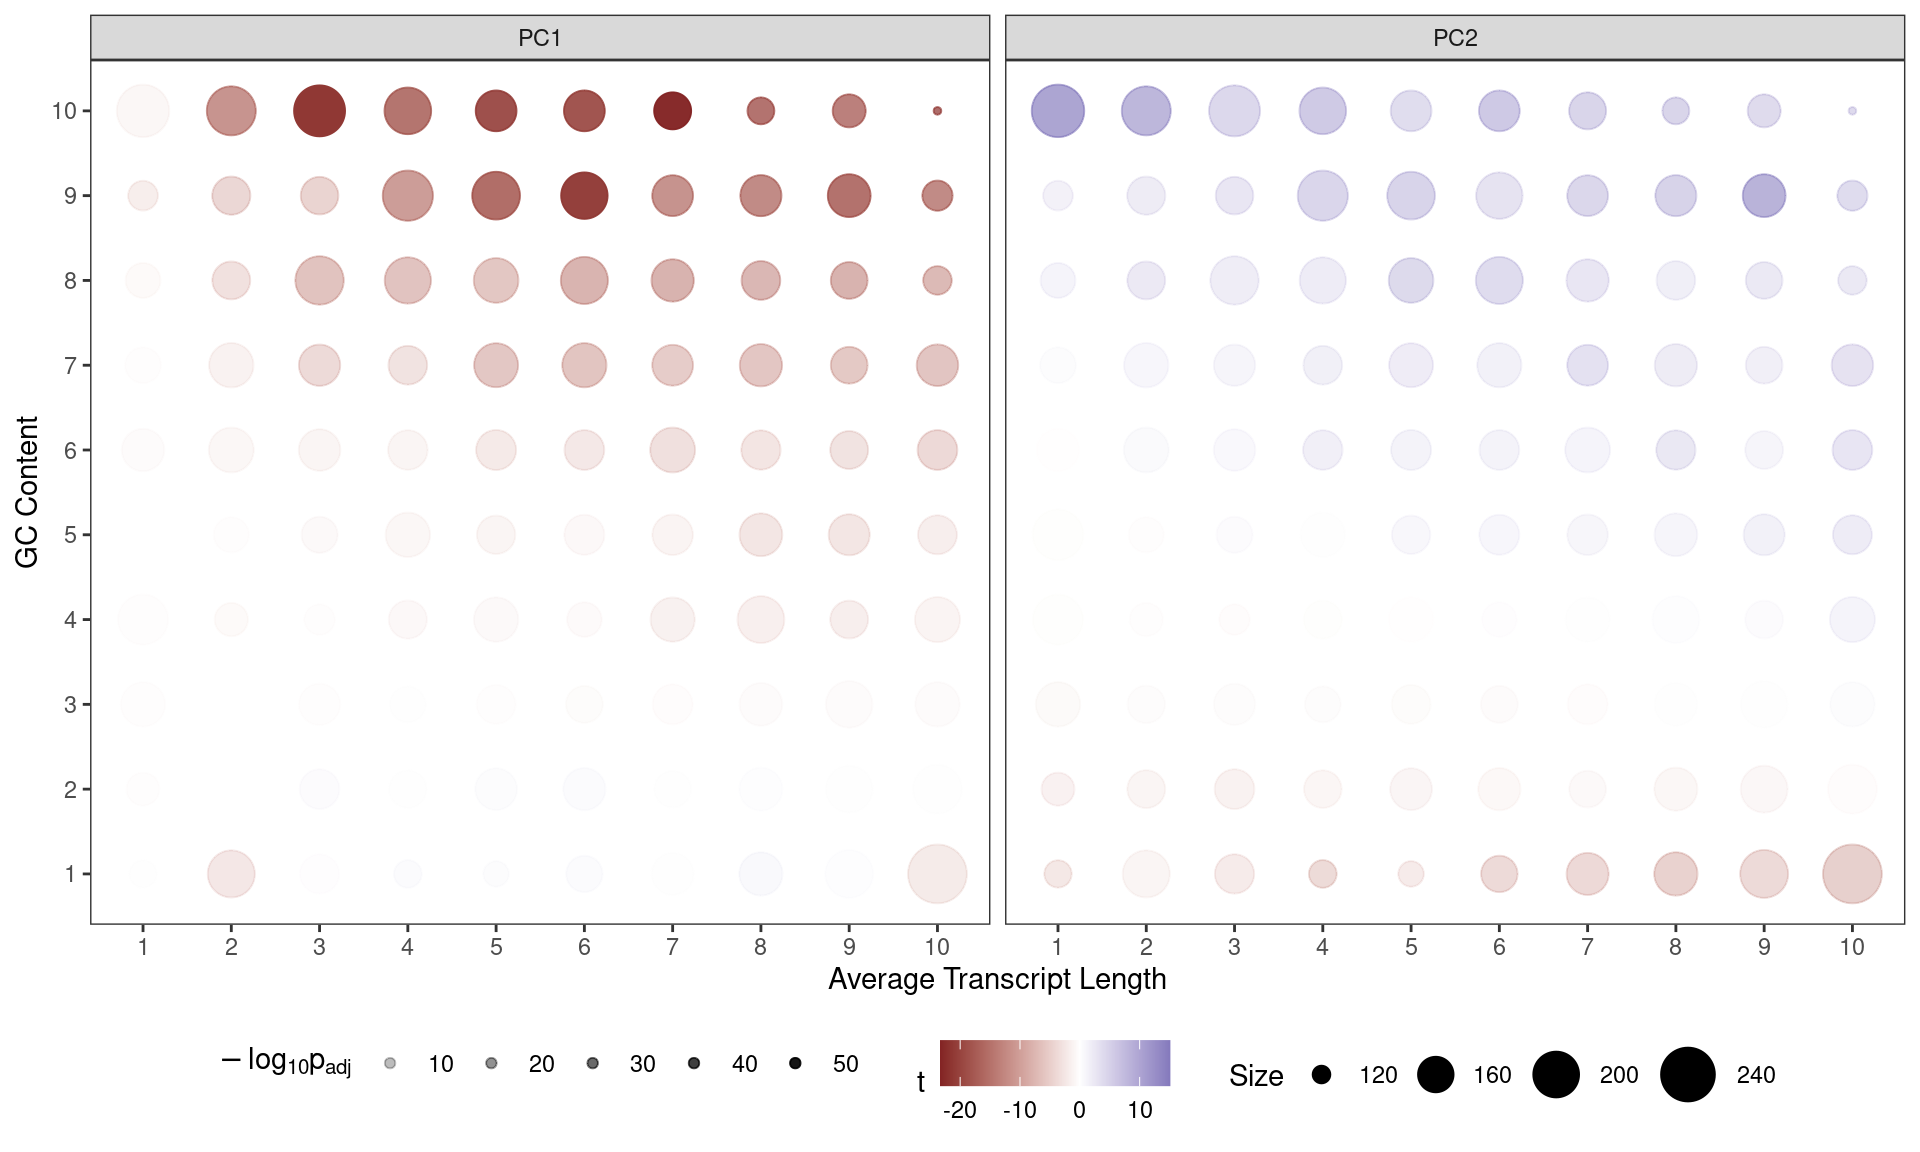 PC1 PC2
10
9
8
7
6
5
4
3
2
1
GC Content
1 2 3 4 5 6 7 8 9 10 1 2 3 4 5 6 7 8 9 10
Average Transcript Length
− log10padj 10 20 30 40 50
t
-20 -10 0 10
Size 120 160 200 240